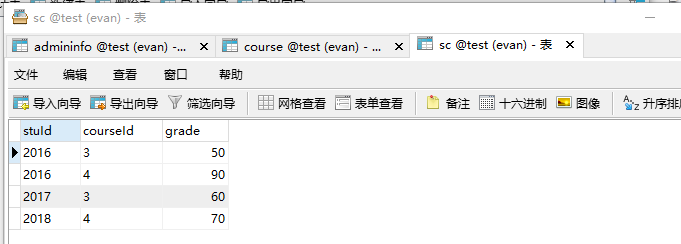 sc @test (evan) - 表
admininfo @test (evan) -... course @test (evan) - 表 sc @test (evan) - 表
文件 编辑 查看 窗口 帮助
导入向导 导出向导 筛选向导 网格查看 表单查看 备注 十六进制 图像 升序排
stuId courseId grade
2016 3 50
2016 4 90
2017 3 60
2018 4 70